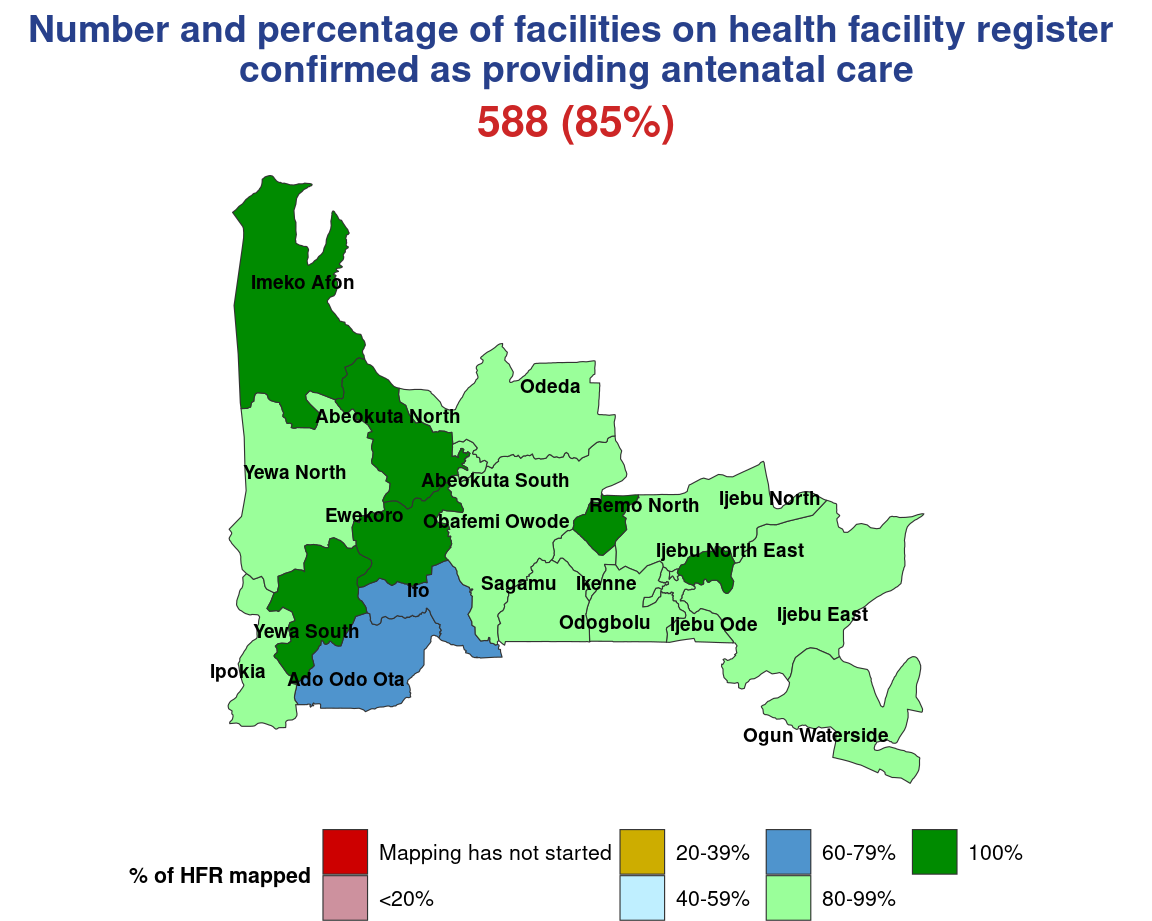 Number and percentage of facilities on health facility register
confirmed as providing antenatal care
588 (85%)
Imeko Afon
Odeda
Abeokuta North
Yewa North
Abeokuta South
Ijebu North
Remo North
Ewekoro
Obafemi Owode
Ijebu North East
Ifo
Sagamu
Ikenne
Ijebu East
Odogbolu
Ijebu Ode
Yewa South
Ipokia
Ado Odo Ota
Ogun Waterside
% of HFR mapped
Mapping has not started
<20%
20-39%
40-59%
60-79%
80-99%
100%